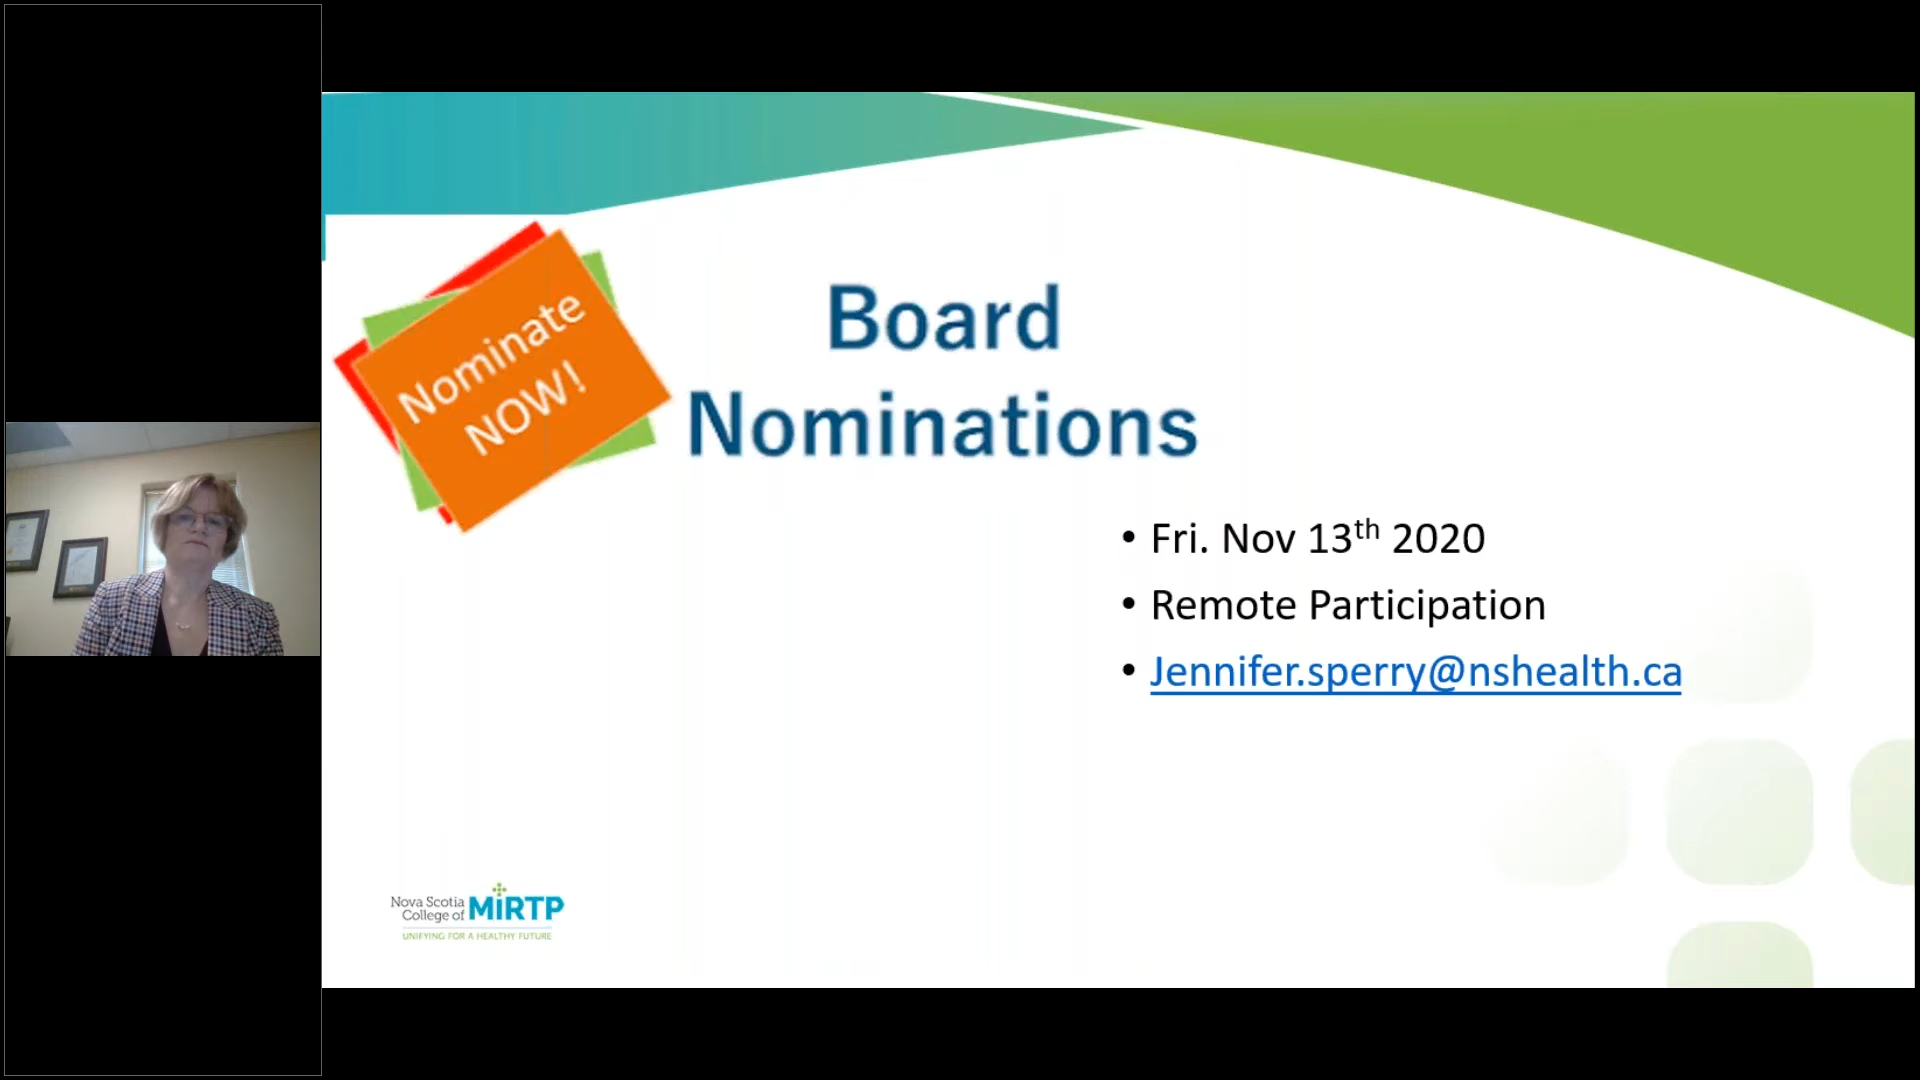 Nominate
NOW!
Board
Nominations
• Fri. Nov 13th 2020
• Remote Participation
• Jennifer.sperry@nshealth.ca
Nova Scotia
College of MiRTP
UNIFYING FOR A HEALTHY FUTURE